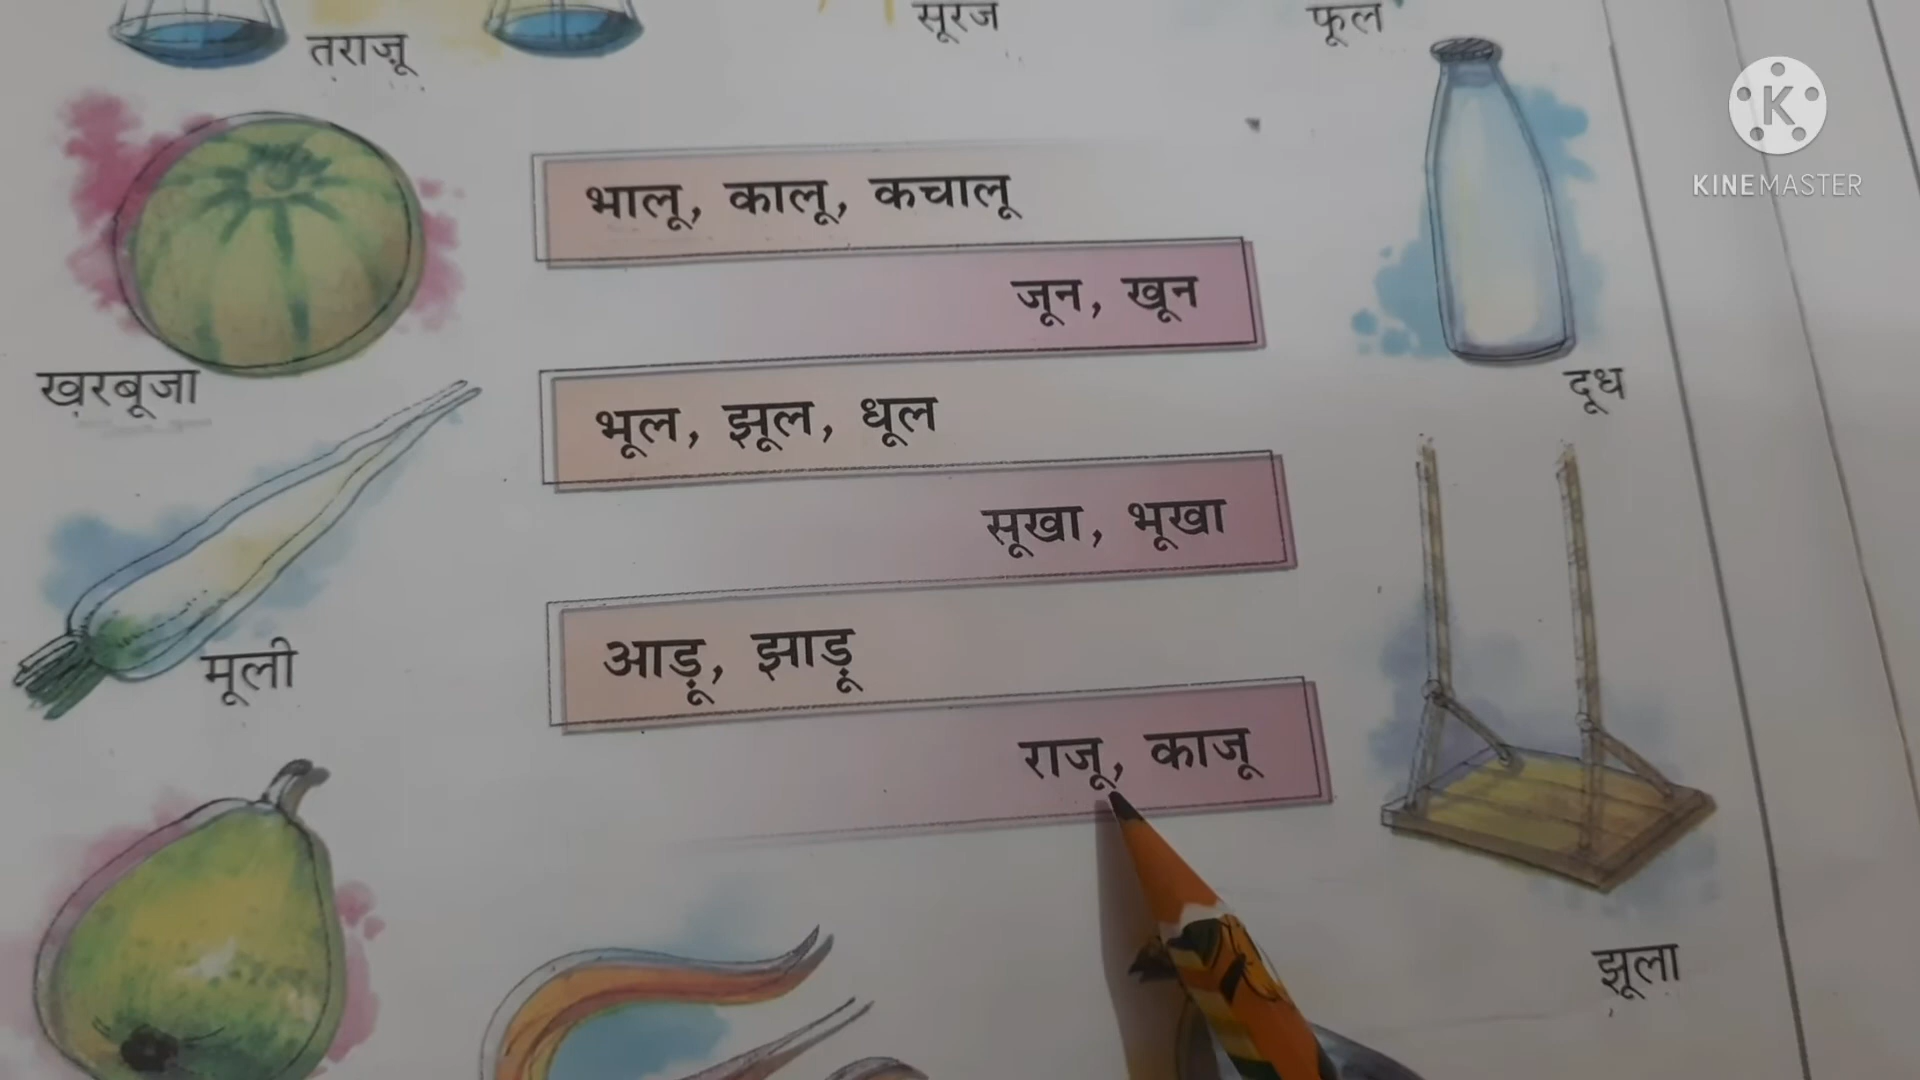 तराजू
सूरज
फूल
भालू, कालू, कचालू
जून, खून
दूध
खरबूजा
भूल, झूल, धूल
सूखा, भूखा
मूली
आड़ू, झाड़ू
राजू, काजू
झूला
K
KINEMASTER